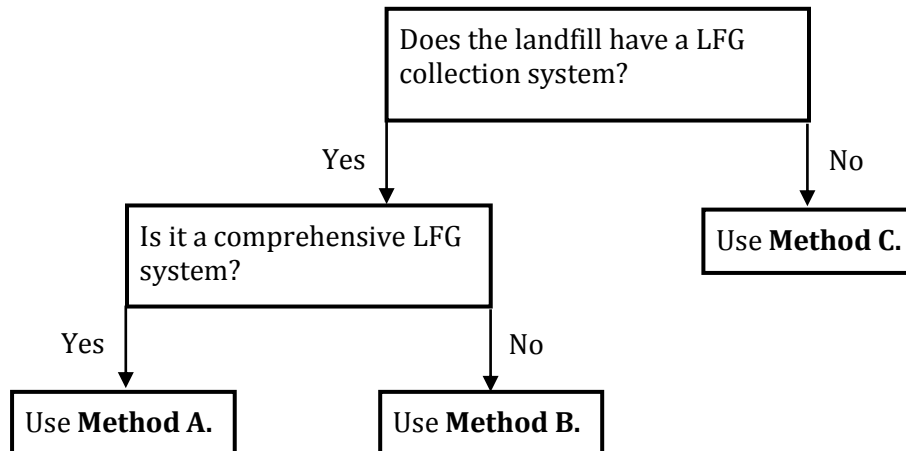 Does the landfill have a LFG
collection system?
Yes
No
Is it a comprehensive LFG
system?
Use Method C.
Yes
No
Use Method A.
Use Method B.